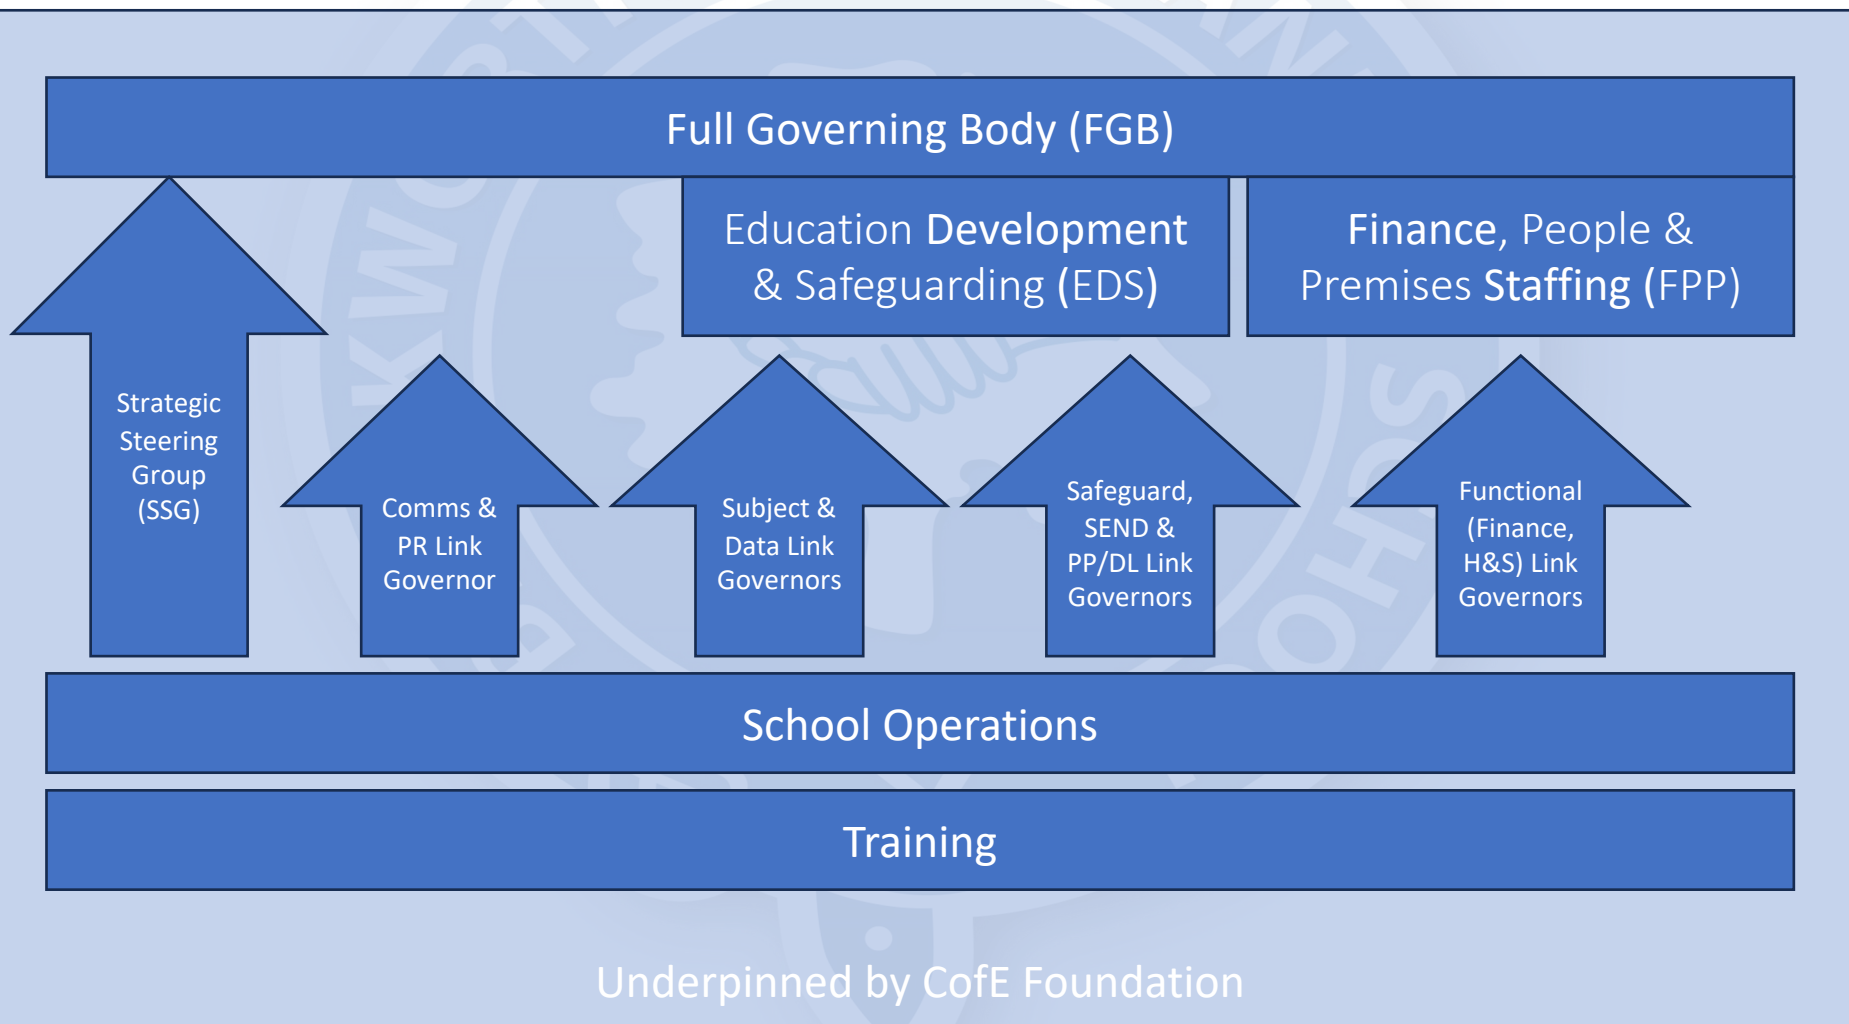 Full Governing Body (FGB)
Education Development
& Safeguarding (EDS)
Finance, People &
Premises Staffing (FPP)
Strategic
Steering
Group
(SSG)
Comms &
PR Link
Governor
Subject &
Data Link
Governors
Safeguard,
SEND &
PP/DL Link
Governors
Functional
(Finance,
H&S) Link
Governors
School Operations
Training
Underpinned by CofE Foundation